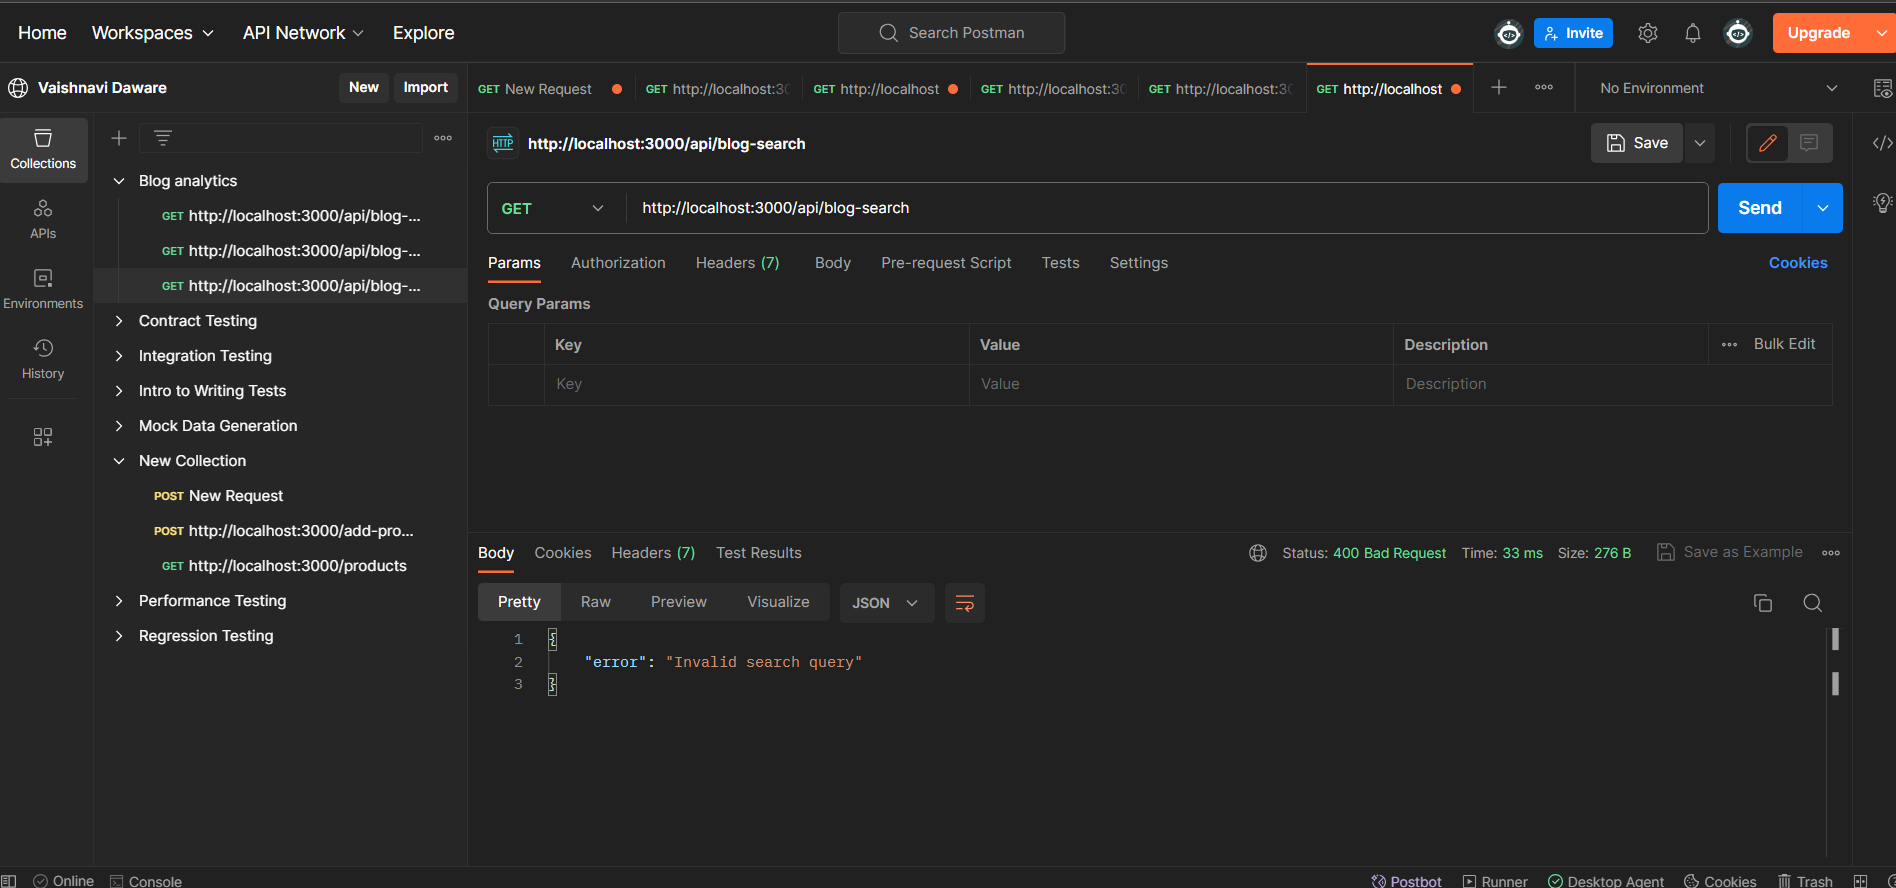 Home Workspaces API Network Explore Search Postman Invite Upgrade
Vaishnavi Daware New Import
GET New Request GET http://localhost:30 GET http://localhost GET http://localhost:30 GET http://localhost:30 GET http://localhost No Environment
Collections
APIs
Environments
History
Blog analytics
GET http://localhost:3000/api/blog-...
GET http://localhost:3000/api/blog-...
GET http://localhost:3000/api/blog-...
Contract Testing
Integration Testing
Intro to Writing Tests
Mock Data Generation
New Collection
POST New Request
POST http://localhost:3000/add-pro...
GET http://localhost:3000/products
Performance Testing
Regression Testing
HTTP http://localhost:3000/api/blog-search Save
GET http://localhost:3000/api/blog-search Send
Params Authorization Headers (7) Body Pre-request Script Tests Settings Cookies
Query Params
Key Value Description Bulk Edit
Key Value Description
Body Cookies Headers (7) Test Results Status: 400 Bad Request Time: 33 ms Size: 276 B Save as Example
Pretty Raw Preview Visualize JSON
1 {
2 "error": "Invalid search query"
3 }
Online Console Postbot Runner Desktop Agent Cookies Trash